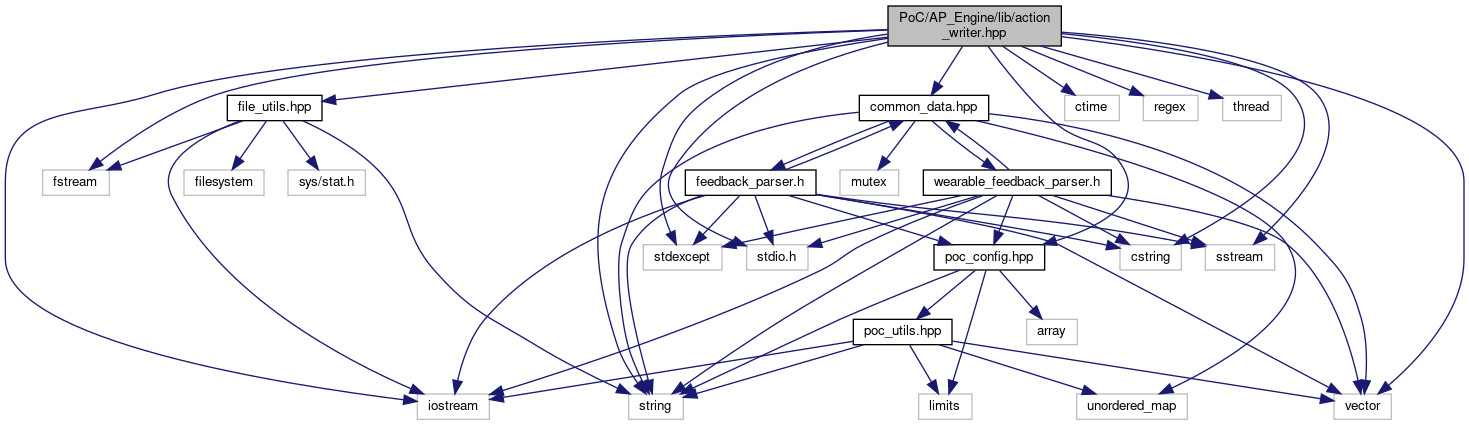 PoC/AP_Engine/lib/action
_writer.hpp
file_utils.hpp
common_data.hpp
ctime
regex
thread
fstream
filesystem
sys/stat.h
feedback_parser.h
mutex
wearable_feedback_parser.h
stdexcept
stdio.h
poc_config.hpp
cstring
sstream
poc_utils.hpp
array
iostream
string
limits
unordered_map
vector